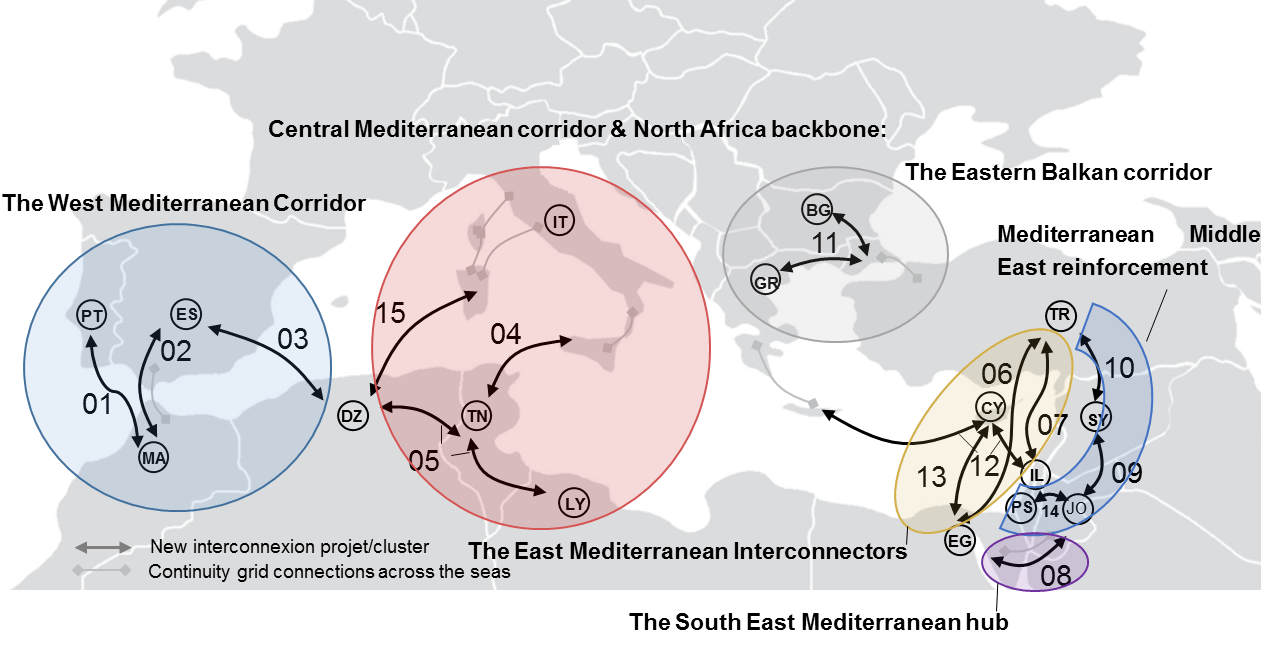 Central Mediterranean corridor & North Africa backbone:
The Eastern Balkan corridor
The West Mediterranean Corridor
Mediterranean Middle
East reinforcement
BG
IT
11
GR
PT
ES
02
03
01
MA
15
04
DZ
TN
05
LY
TR
06
10
CY
07
SY
12
13
IL
09
PS
14
JO
EG
New interconnexion projet/cluster
Continuity grid connections across the seas
The East Mediterranean Interconnectors
08
The South East Mediterranean hub